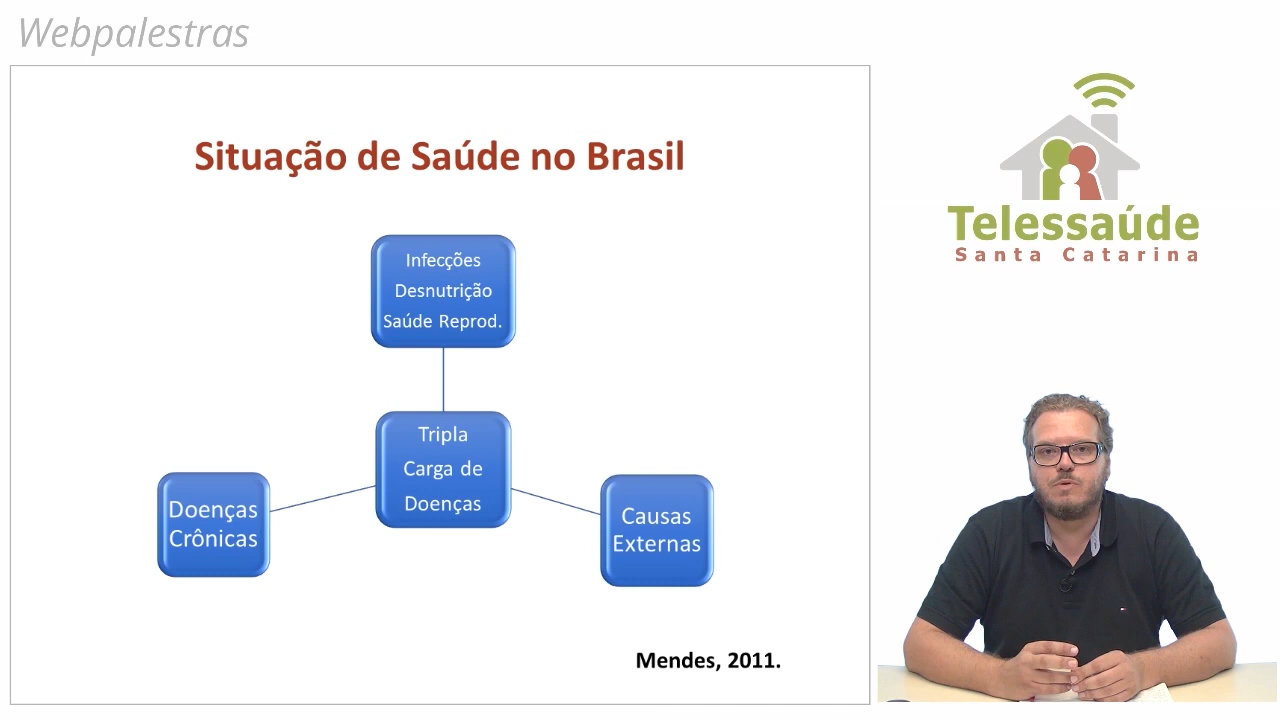 Webpalestras
Situação de Saúde no Brasil
Infecções
Desnutrição
Saúde Reprod.
Tripla
Carga de
Doenças
Doenças
Crônicas
Causas
Externas
Mendes, 2011.
Telessaúde
Santa Catarina